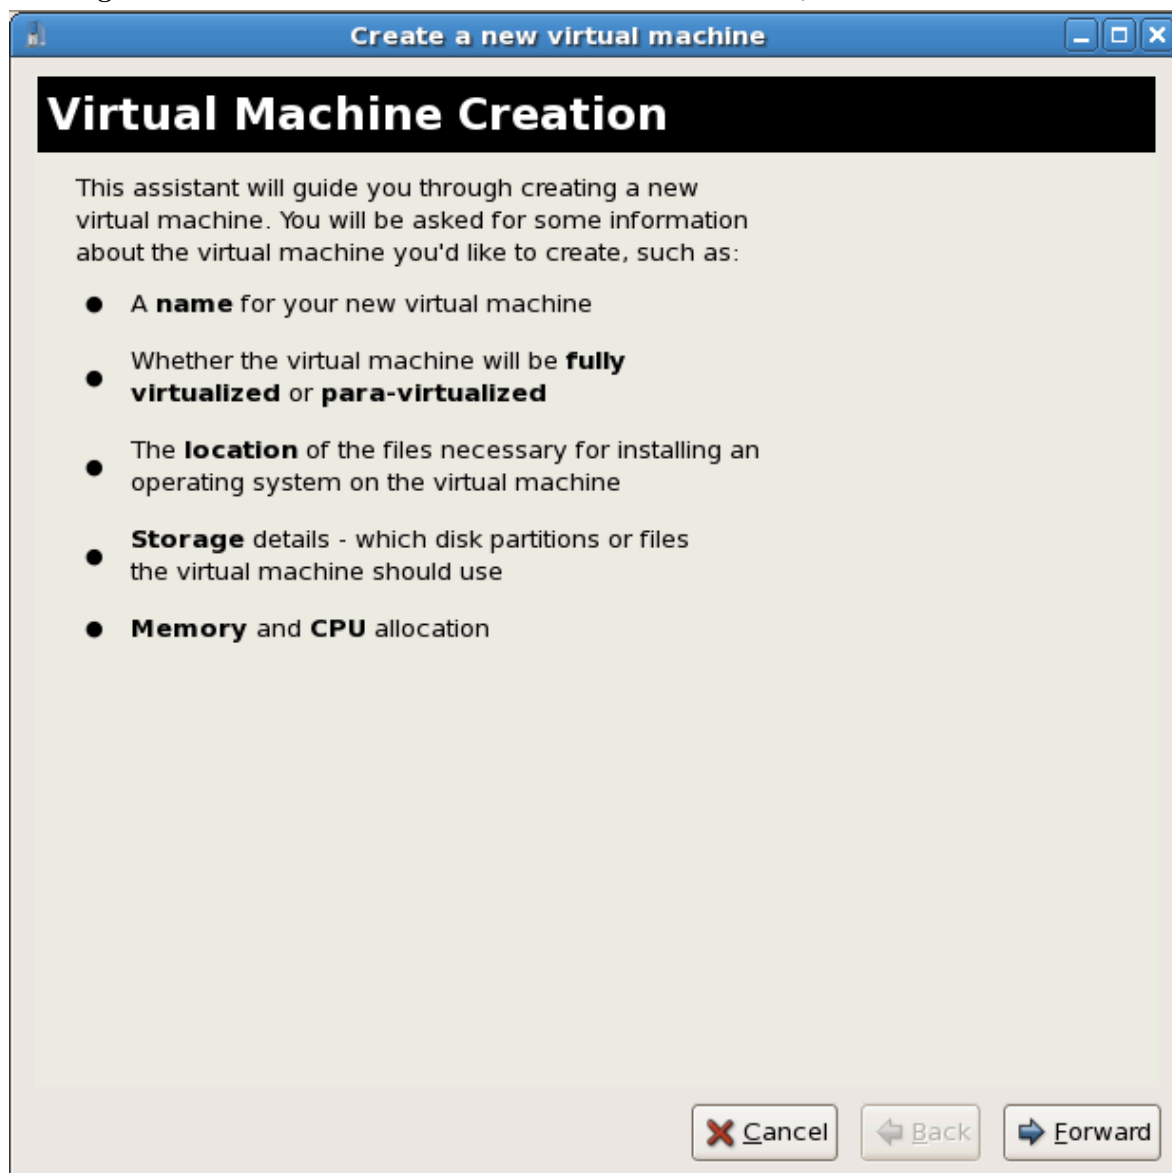 Create a new virtual machine
Virtual Machine Creation
This assistant will guide you through creating a new
virtual machine. You will be asked for some information
about the virtual machine you'd like to create, such as:
● A name for your new virtual machine
● Whether the virtual machine will be fully
virtualized or para-virtualized
● The location of the files necessary for installing an
operating system on the virtual machine
● Storage details - which disk partitions or files
the virtual machine should use
● Memory and CPU allocation
Cancel
Back
Forward